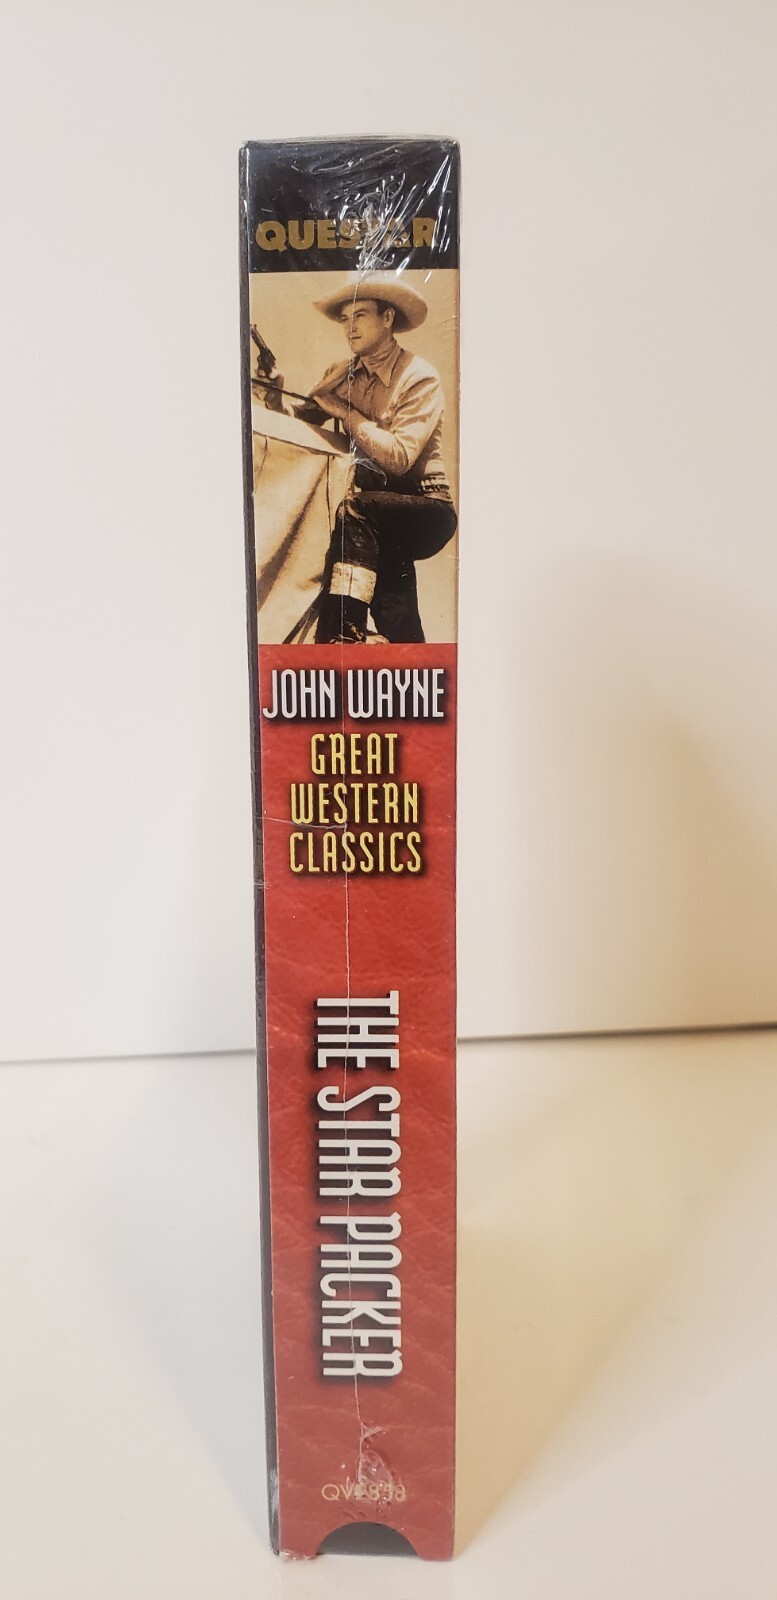 QUESTAR
JOHN WAYNE
GREAT
WESTERN
CLASSICS
THE STAR PACKER